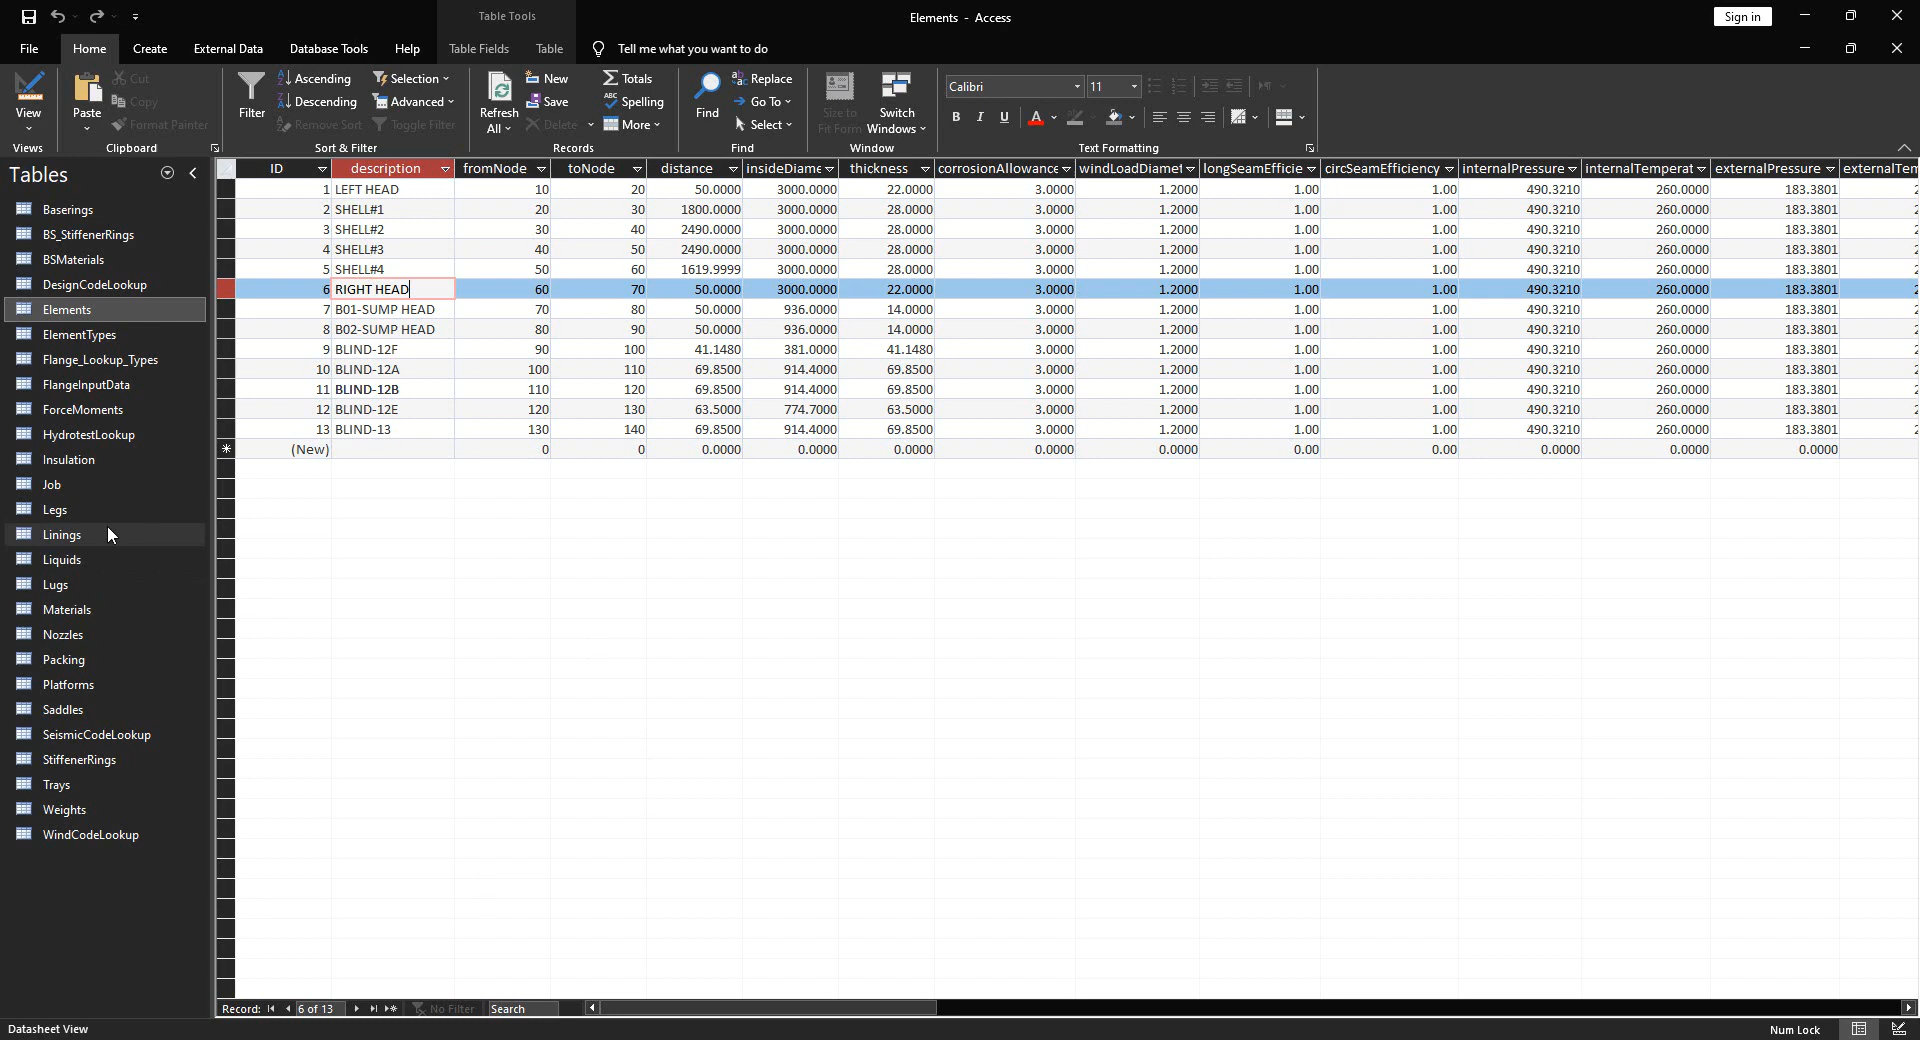 Table Tools
Elements - Access
Sign in
File Home Create External Data Database Tools Help Table Fields Table Tell me what you want to do
View
Views
Paste
Cut
Copy
Format Painter
Clipboard
Filter
Ascending
Descending
Remove Sort
Selection
Advanced
Toggle Filter
Sort & Filter
Refresh
All
New
Save
Delete
Totals
Spelling
More
Records
Find
Replace
Go To
Select
Find
Size to
Fit Form
Switch
Windows
Window
Calibri 11
B I U A
Text Formatting
Tables
Baserings
BS_StiffenerRings
BSMaterials
DesignCodeLookup
Elements
ElementTypes
Flange_Lookup_Types
FlangeInputData
ForceMoments
HydrotestLookup
Insulation
Job
Legs
Linings
Liquids
Lugs
Materials
Nozzles
Packing
Platforms
Saddles
SeismicCodeLookup
StiffenerRings
Trays
Weights
WindCodeLookup
ID description fromNode toNode distance insideDiame thickness corrosionAllowance windLoadDiamet longSeamEfficie circSeamEfficiency internalPressure internalTemperat externalPressure externalTem
1 LEFT HEAD 10 20 50.0000 3000.0000 22.0000 3.0000 1.2000 1.00 1.00 490.3210 260.0000 183.3801 2
2 SHELL#1 20 30 1800.0000 3000.0000 28.0000 3.0000 1.2000 1.00 1.00 490.3210 260.0000 183.3801 2
3 SHELL#2 30 40 2490.0000 3000.0000 28.0000 3.0000 1.2000 1.00 1.00 490.3210 260.0000 183.3801 2
4 SHELL#3 40 50 2490.0000 3000.0000 28.0000 3.0000 1.2000 1.00 1.00 490.3210 260.0000 183.3801 2
5 SHELL#4 50 60 1619.9999 3000.0000 28.0000 3.0000 1.2000 1.00 1.00 490.3210 260.0000 183.3801 2
6 RIGHT HEAD 60 70 50.0000 3000.0000 22.0000 3.0000 1.2000 1.00 1.00 490.3210 260.0000 183.3801 2
7 B01-SUMP HEAD 70 80 50.0000 936.0000 14.0000 3.0000 1.2000 1.00 1.00 490.3210 260.0000 183.3801 2
8 B02-SUMP HEAD 80 90 50.0000 936.0000 14.0000 3.0000 1.2000 1.00 1.00 490.3210 260.0000 183.3801 2
9 BLIND-12F 90 100 41.1480 381.0000 41.1480 3.0000 1.2000 1.00 1.00 490.3210 260.0000 183.3801 2
10 BLIND-12A 100 110 69.8500 914.4000 69.8500 3.0000 1.2000 1.00 1.00 490.3210 260.0000 183.3801 2
11 BLIND-12B 110 120 69.8500 914.4000 69.8500 3.0000 1.2000 1.00 1.00 490.3210 260.0000 183.3801 2
12 BLIND-12E 120 130 63.5000 774.7000 63.5000 3.0000 1.2000 1.00 1.00 490.3210 260.0000 183.3801 2
13 BLIND-13 130 140 69.8500 914.4000 69.8500 3.0000 1.2000 1.00 1.00 490.3210 260.0000 183.3801 2
(New) 0 0 0.0000 0.0000 0.0000 0.0000 0.0000 0.00 0.00 0.0000 0.0000 0.0000
Record: 6 of 13 No Filter Search
Datasheet View
Num Lock